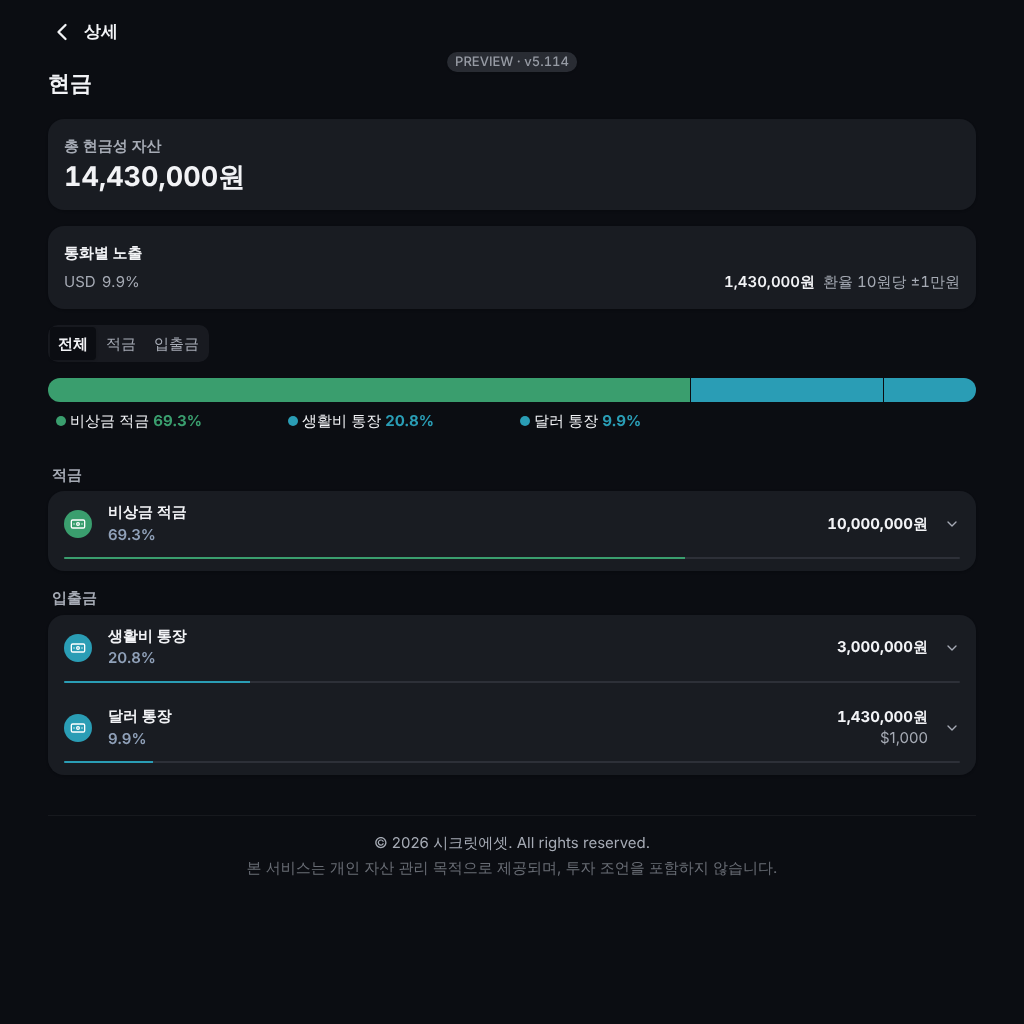 상세
PREVIEW · v5.114
현금
총 현금성 자산
14,430,000원
통화별 노출
USD 9.9% 1,430,000원 환율 10원당 ±1만원
전체 적금 입출금
비상금 적금 69.3% 생활비 통장 20.8% 달러 통장 9.9%
적금
비상금 적금
69.3%
10,000,000원
입출금
생활비 통장
20.8%
3,000,000원
달러 통장
9.9%
1,430,000원
$1,000
© 2026 시크릿에셋. All rights reserved.
본 서비스는 개인 자산 관리 목적으로 제공되며, 투자 조언을 포함하지 않습니다.